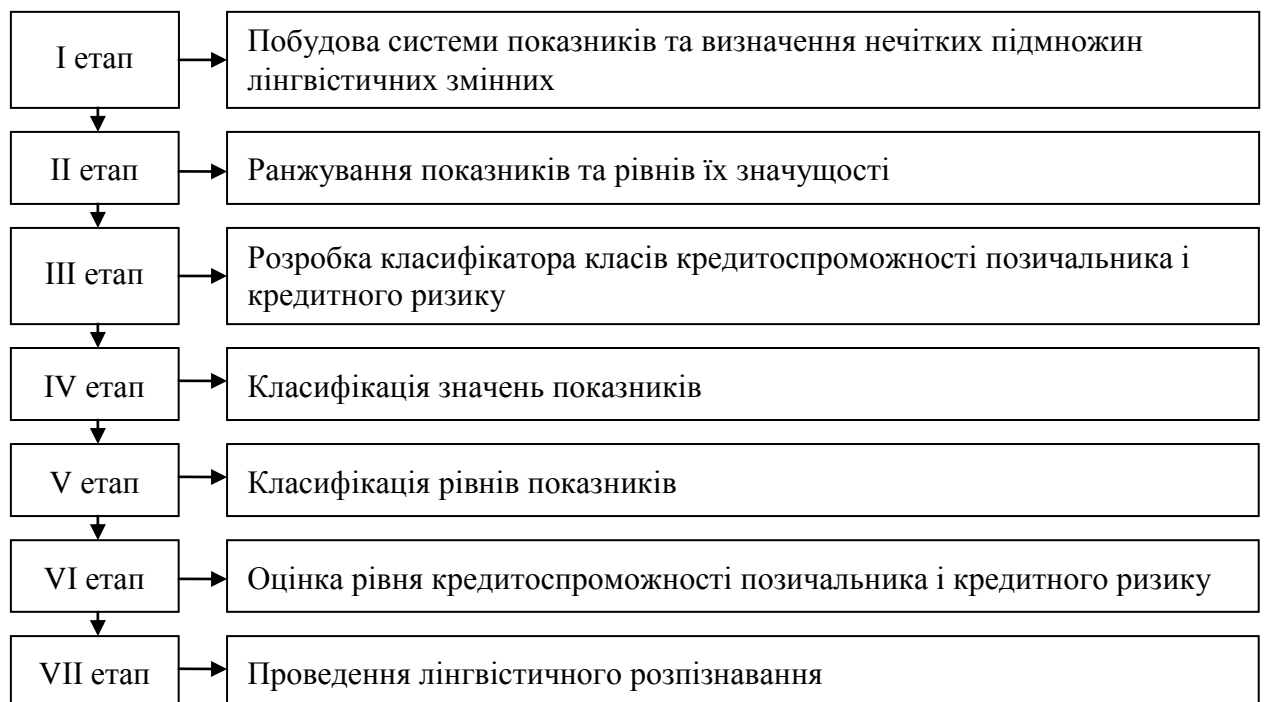 І етап
Побудова системи показників та визначення нечітких підмножин
лінгвістичних змінних
ІІ етап
Ранжування показників та рівнів їх значущості
ІІІ етап
Розробка класифікатора класів кредитоспроможності позичальника і
кредитного ризику
IV етап
Класифікація значень показників
V етап
Класифікація рівнів показників
VI етап
Оцінка рівня кредитоспроможності позичальника і кредитного ризику
VII етап
Проведення лінгвістичного розпізнавання